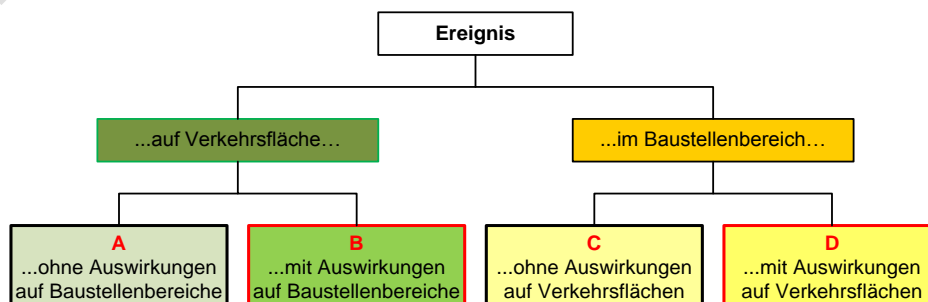 Ereignis
...auf Verkehrsfläche…
...im Baustellenbereich...
A
...ohne Auswirkungen
auf Baustellenbereiche
B
...mit Auswirkungen
auf Baustellenbereiche
C
...ohne Auswirkungen
auf Verkehrsflächen
D
...mit Auswirkungen
auf Verkehrsflächen